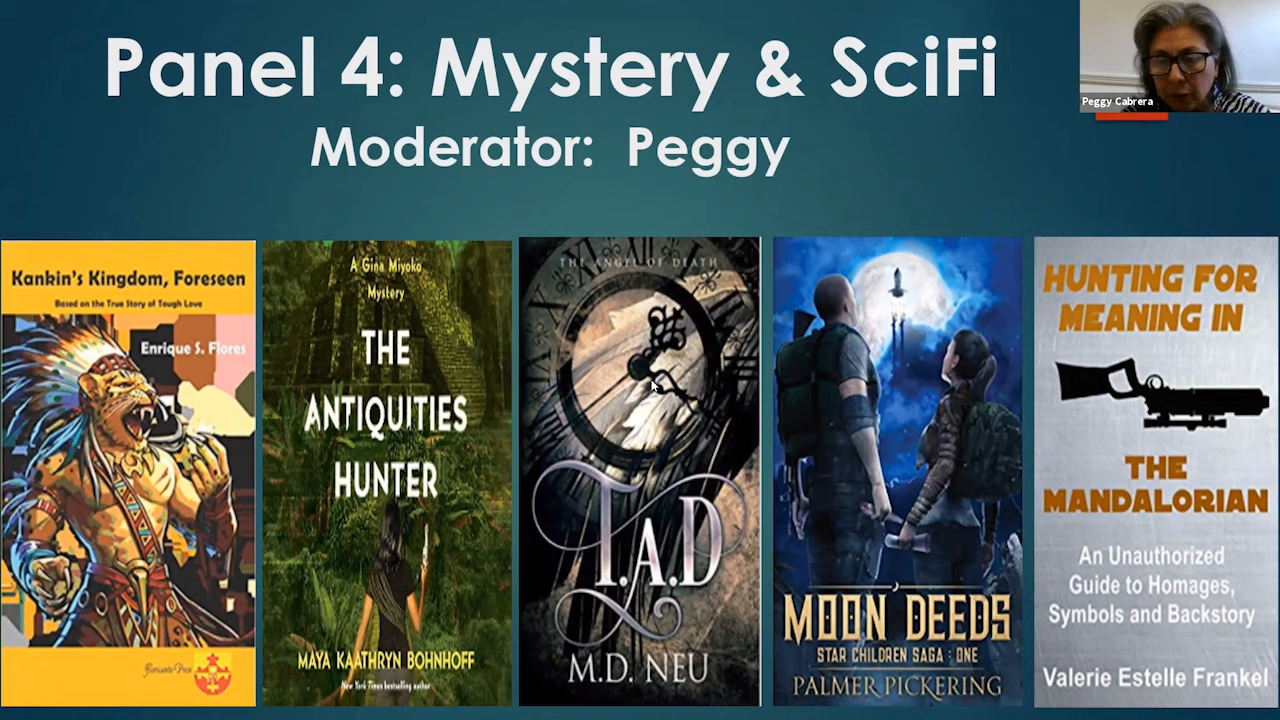 Panel 4: Mystery & SciFi
Moderator: Peggy
Peggy Cabrera
Kankin's Kingdom, Foreseen
Based on the True Story of Tough Love
Enrique S. Flores
Floricanto Press
A Gina Miyoko
Mystery
THE
ANTIQUITIES
HUNTER
MAYA KAATHRYN BOHNHOFF
New York Times bestselling author
THE ANGEL OF DEATH
T.A.D
M.D. NEU
MOON DEEDS
STAR CHILDREN SAGA : ONE
PALMER PICKERING
HUNTING FOR
MEANING IN
THE
MANDALORIAN
An Unauthorized
Guide to Homages,
Symbols and Backstory
Valerie Estelle Frankel